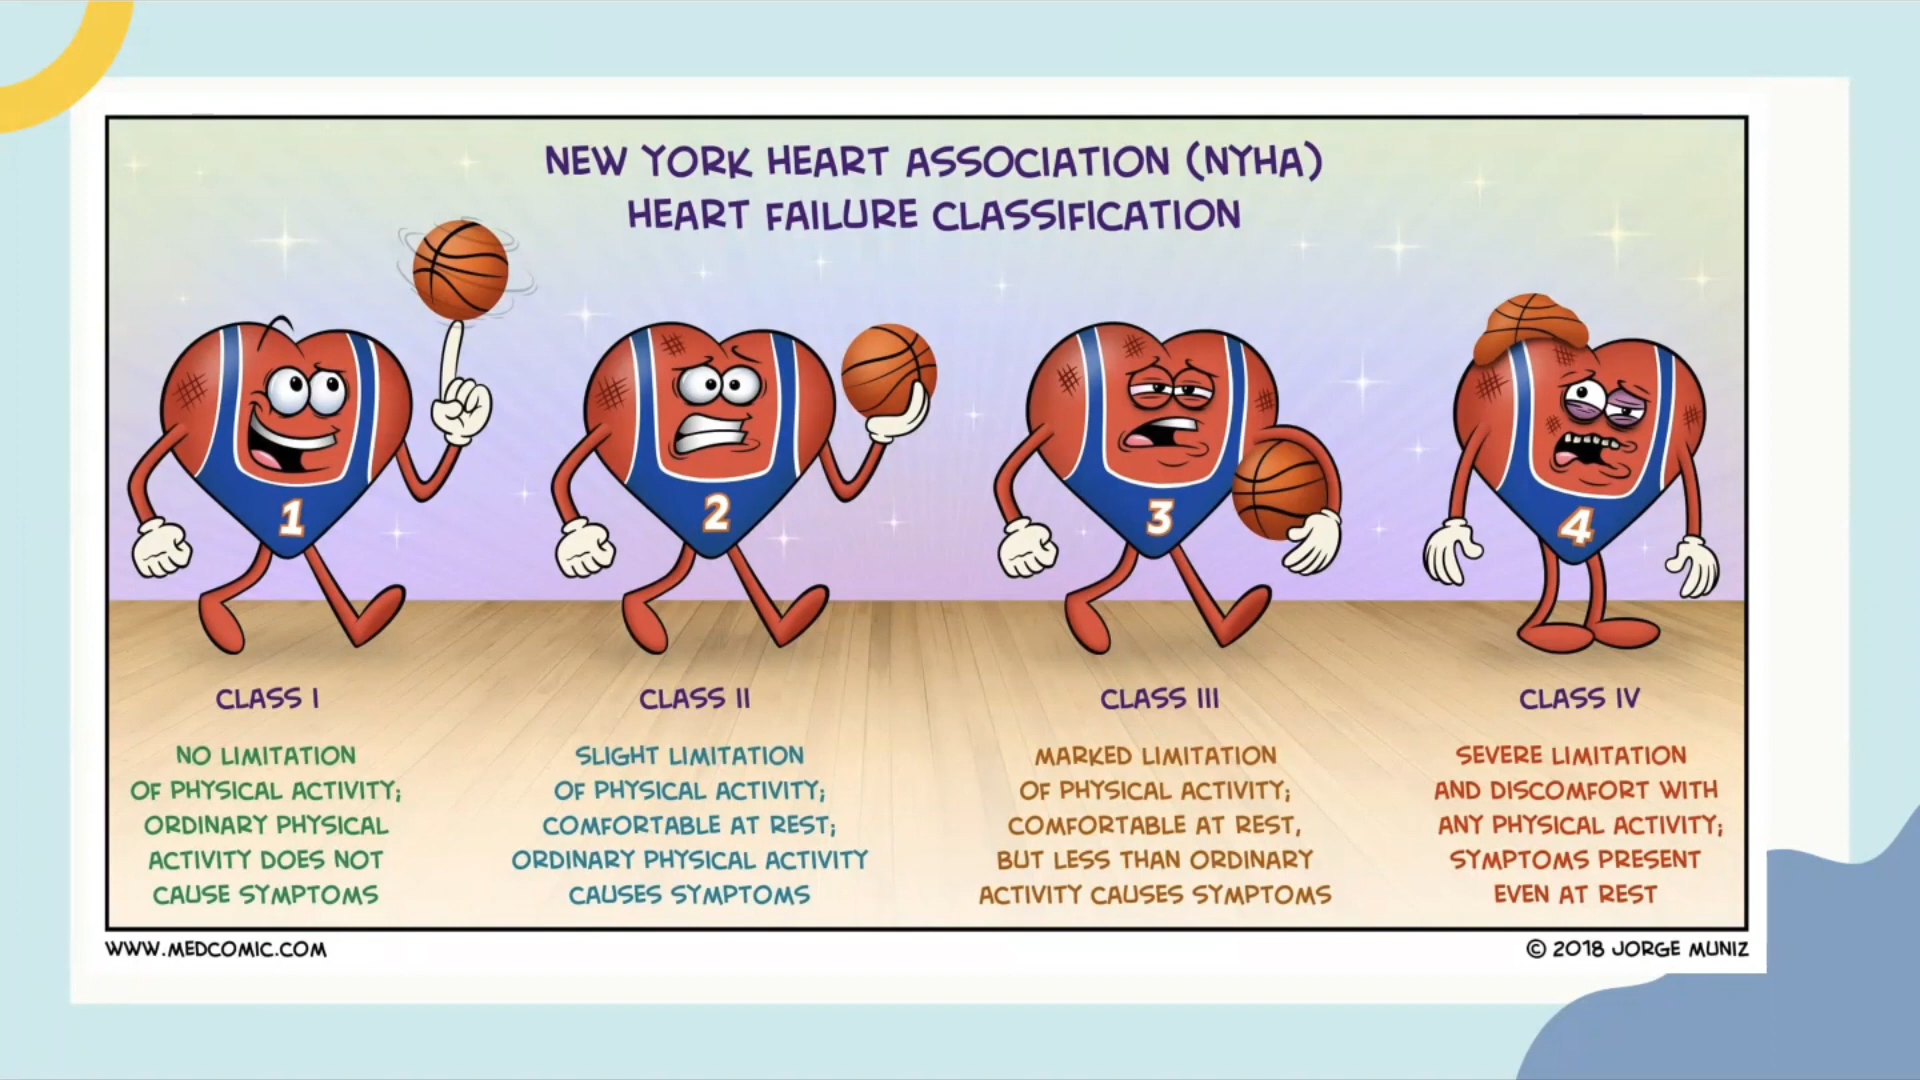 NEW YORK HEART ASSOCIATION (NYHA)
HEART FAILURE CLASSIFICATION
1
2
3
4
CLASS I
NO LIMITATION
OF PHYSICAL ACTIVITY;
ORDINARY PHYSICAL
ACTIVITY DOES NOT
CAUSE SYMPTOMS
CLASS II
SLIGHT LIMITATION
OF PHYSICAL ACTIVITY;
COMFORTABLE AT REST;
ORDINARY PHYSICAL ACTIVITY
CAUSES SYMPTOMS
CLASS III
MARKED LIMITATION
OF PHYSICAL ACTIVITY;
COMFORTABLE AT REST,
BUT LESS THAN ORDINARY
ACTIVITY CAUSES SYMPTOMS
CLASS IV
SEVERE LIMITATION
AND DISCOMFORT WITH
ANY PHYSICAL ACTIVITY;
SYMPTOMS PRESENT
EVEN AT REST
WWW.MEDCOMIC.COM
© 2018 JORGE MUNIZ